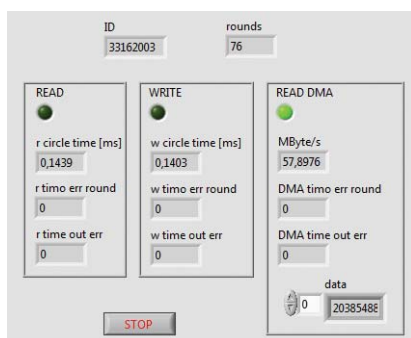 ID
33162003
rounds
76
READ
r circle time [ms]
0,1439
r timo err round
0
r time out err
0
WRITE
w circle time [ms]
0,1403
w timo err round
0
w time out err
0
READ DMA
MByte/s
57,8976
DMA timo err round
0
DMA time out err
0
data
0
STOP